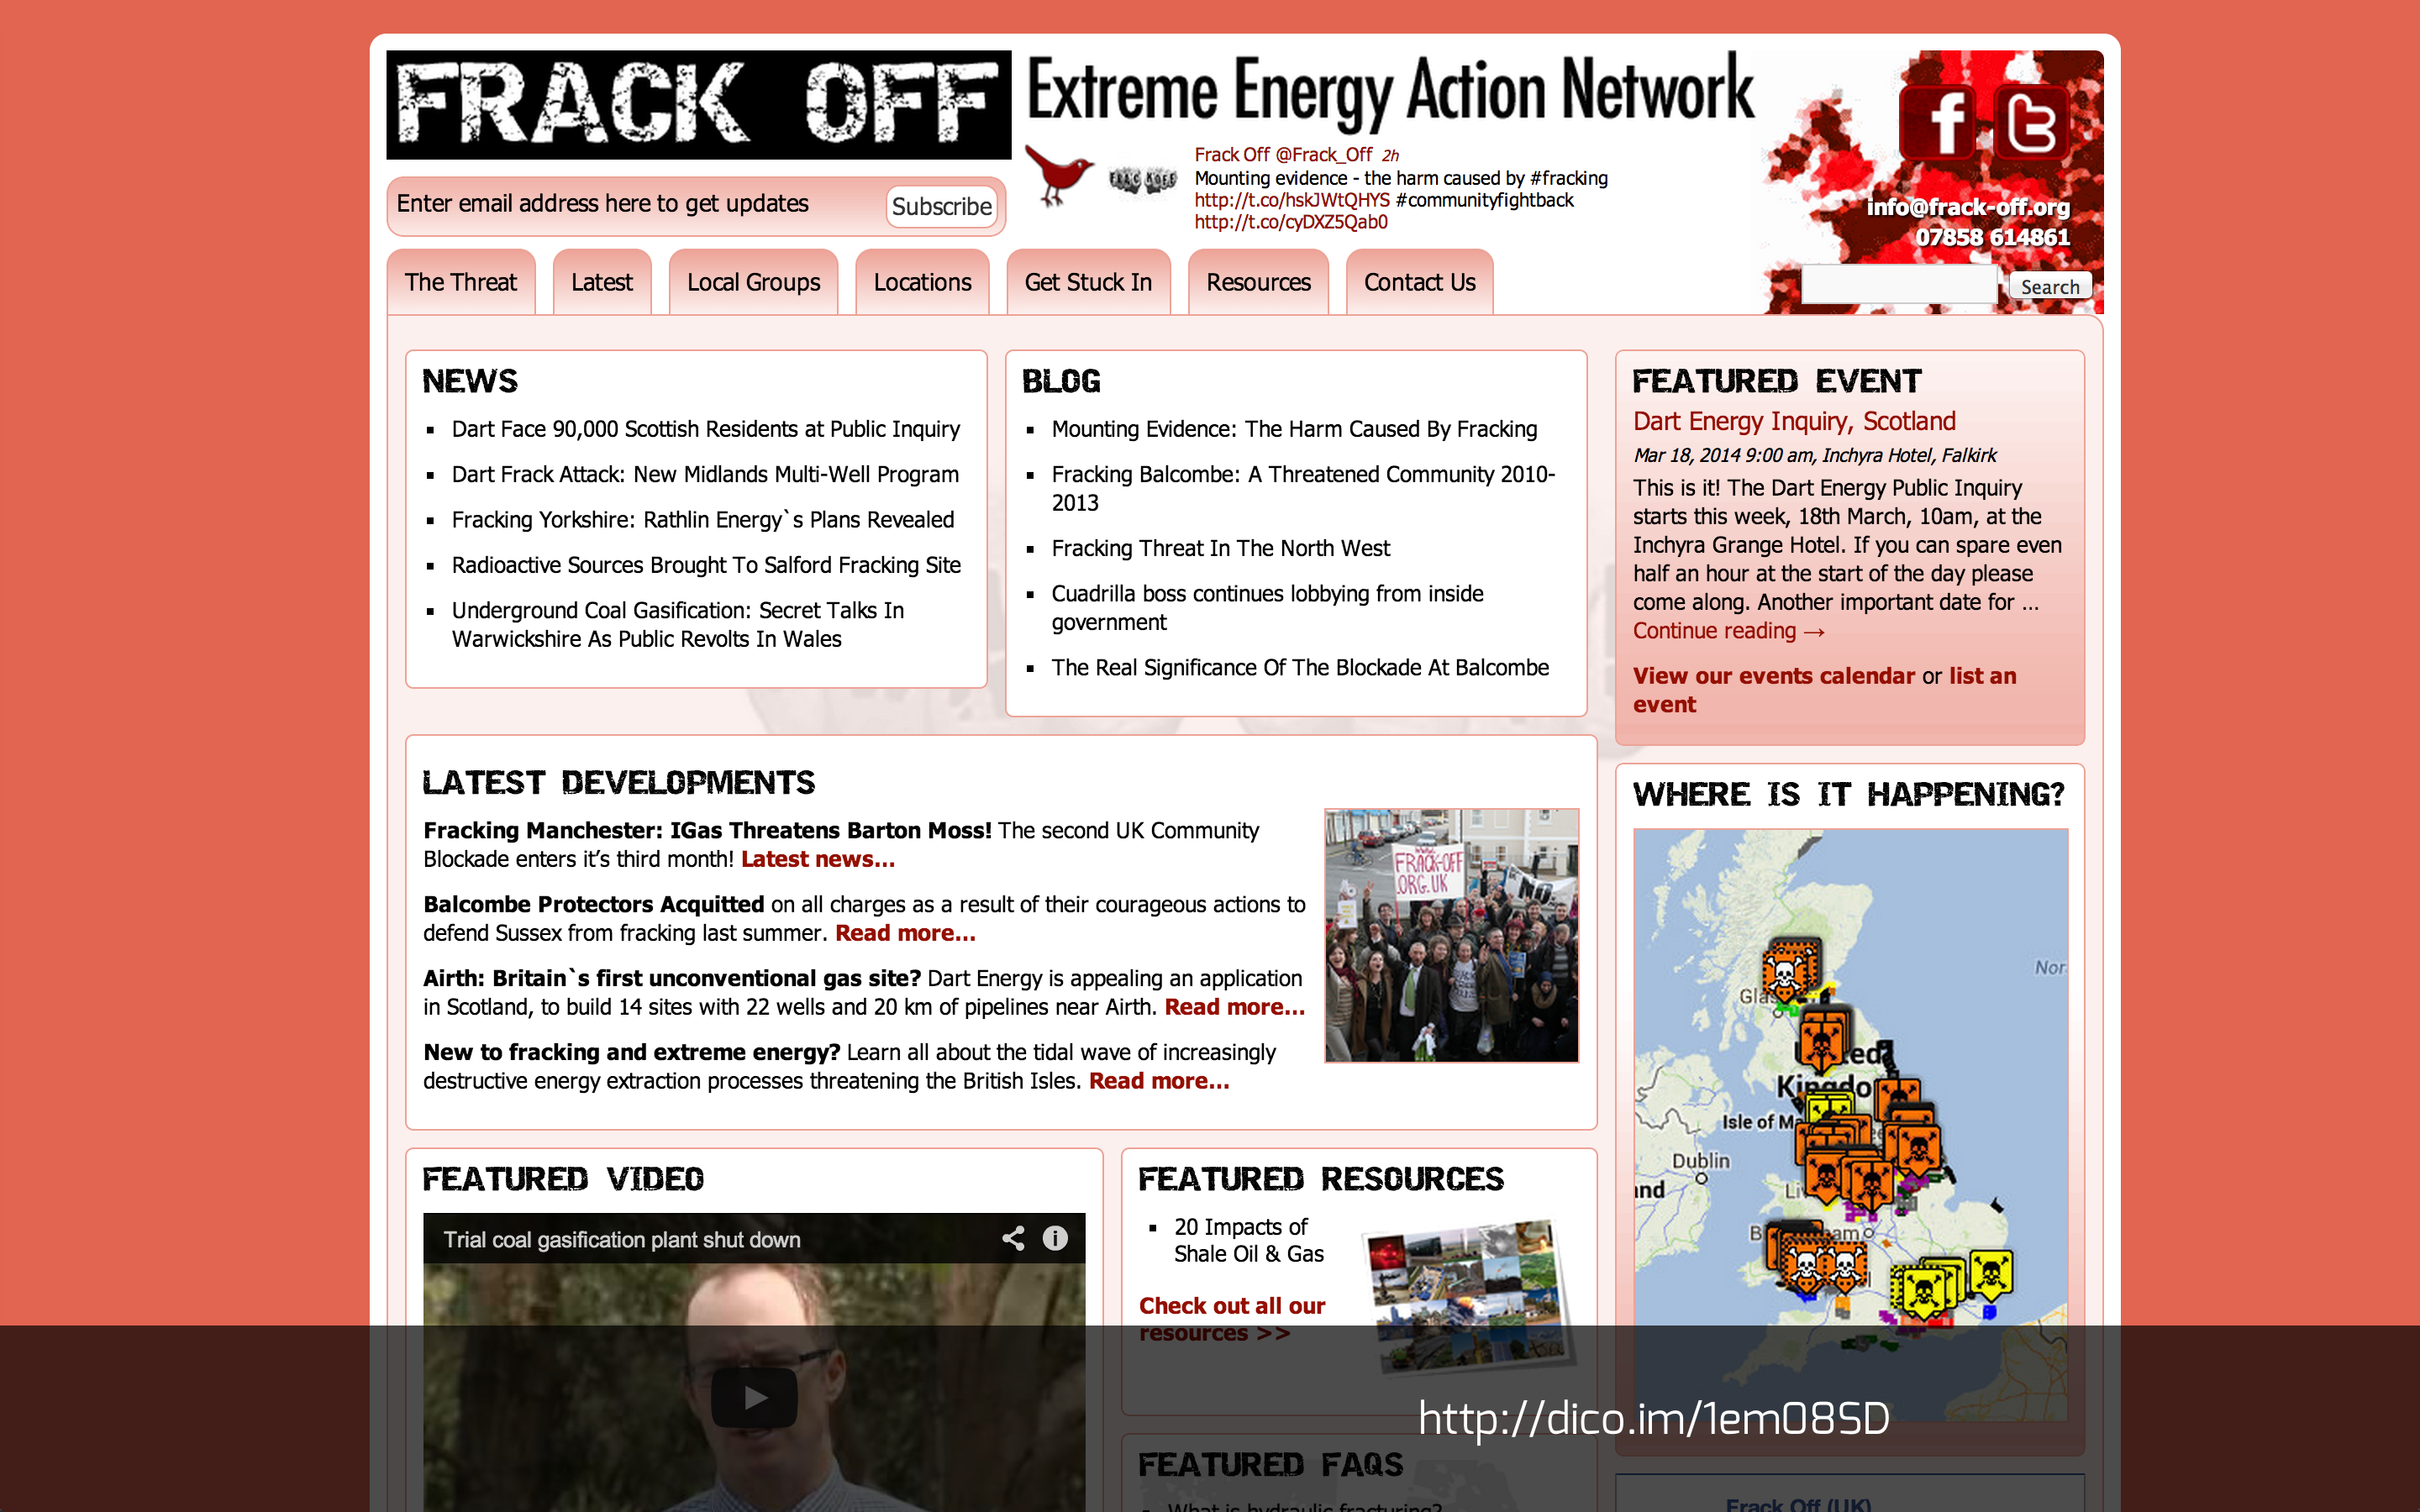 FRACK OFF
Extreme Energy Action Network
Frack Off @Frack_Off 2h
Mounting evidence - the harm caused by #fracking
http://t.co/hskJWtQHYS #communityfightback
http://t.co/cyDXZ5Qab0
info@frack-off.org
07858 614861
Enter email address here to get updates
Subscribe
Search
The Threat
Latest
Local Groups
Locations
Get Stuck In
Resources
Contact Us
NEWS
Dart Face 90,000 Scottish Residents at Public Inquiry
Dart Frack Attack: New Midlands Multi-Well Program
Fracking Yorkshire: Rathlin Energy`s Plans Revealed
Radioactive Sources Brought To Salford Fracking Site
Underground Coal Gasification: Secret Talks In
Warwickshire As Public Revolts In Wales
BLOG
Mounting Evidence: The Harm Caused By Fracking
Fracking Balcombe: A Threatened Community 2010-
2013
Fracking Threat In The North West
Cuadrilla boss continues lobbying from inside
government
The Real Significance Of The Blockade At Balcombe
FEATURED EVENT
Dart Energy Inquiry, Scotland
Mar 18, 2014 9:00 am, Inchyra Hotel, Falkirk
This is it! The Dart Energy Public Inquiry
starts this week, 18th March, 10am, at the
Inchyra Grange Hotel. If you can spare even
half an hour at the start of the day please
come along. Another important date for ...
Continue reading →
View our events calendar or list an
event
LATEST DEVELOPMENTS
Fracking Manchester: IGas Threatens Barton Moss! The second UK Community
Blockade enters it’s third month! Latest news...
Balcombe Protectors Acquitted on all charges as a result of their courageous actions to
defend Sussex from fracking last summer. Read more...
Airth: Britain`s first unconventional gas site? Dart Energy is appealing an application
in Scotland, to build 14 sites with 22 wells and 20 km of pipelines near Airth. Read more...
New to fracking and extreme energy? Learn all about the tidal wave of increasingly
destructive energy extraction processes threatening the British Isles. Read more...
FRACK-OFF
.ORG.UK
NO
WHERE IS IT HAPPENING?
Nor
Gla
ed
Kingdo
Isle of Ma
Dublin
and
Li
B
am
FEATURED VIDEO
Trial coal gasification plant shut down
FEATURED RESOURCES
20 Impacts of
Shale Oil & Gas
Check out all our
resources >>
http://dico.im/1em08SD
FEATURED FAQS
What is hydraulic fracturing?
Frack Off (UK)